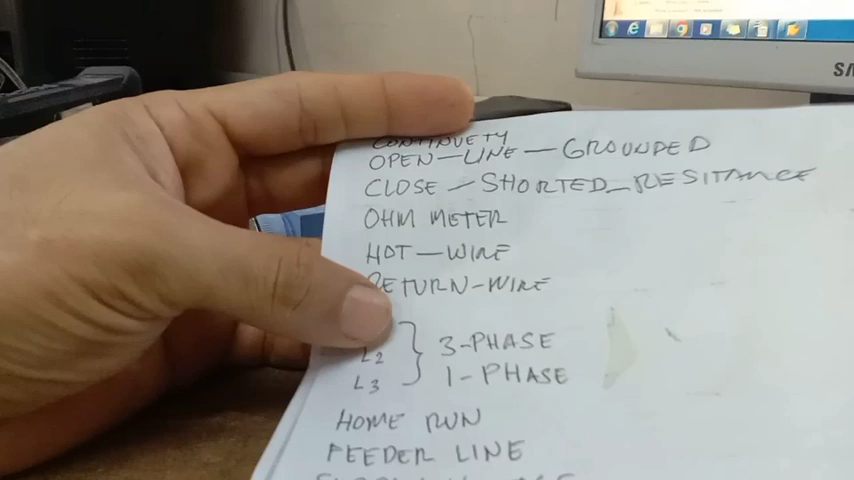 CONTINUETY
OPEN—LINE—GROUNDED
CLOSE—SHORTED—RESITANCE
OHM METER
HOT—WIRE
RETURN-WIRE
L2 } 3-PHASE
L3 1-PHASE
HOME RUN
FEEDER LINE